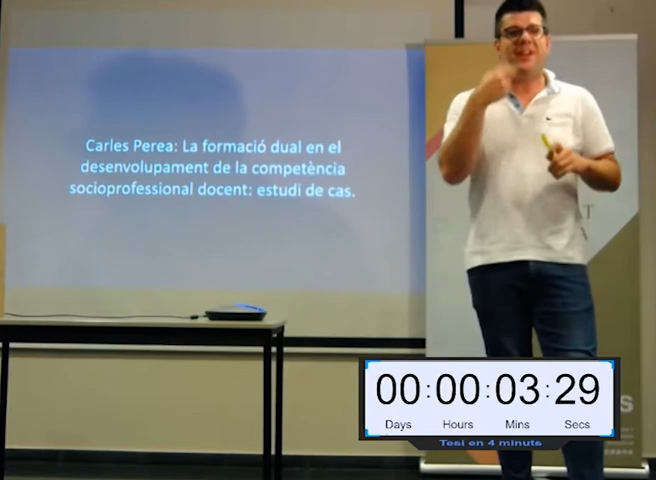 Carles Perea: La formació dual en el
desenvolupament de la competència
socioprofessional docent: estudi de cas.
T
A
00:00:03:29
Days Hours Mins Secs
Tesi en 4 minuts
S